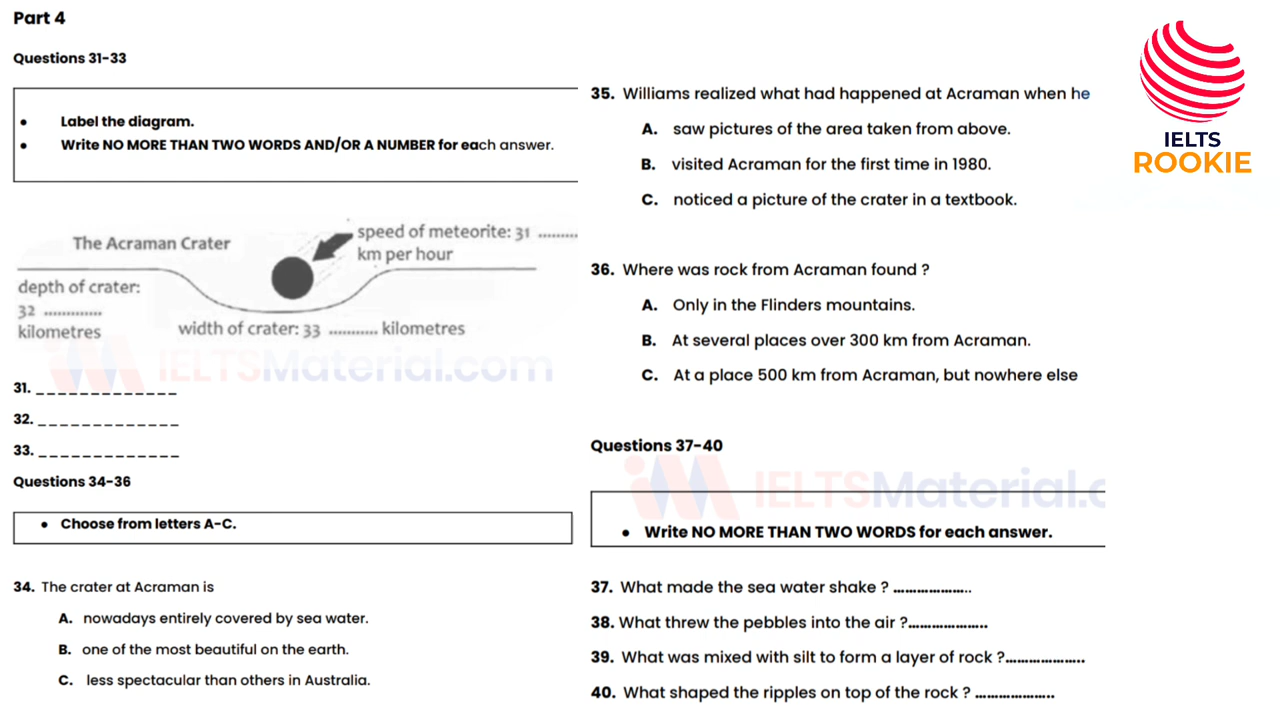 Part 4
Questions 31-33
• Label the diagram.
• Write NO MORE THAN TWO WORDS AND/OR A NUMBER for each answer.
The Acraman Crater
speed of meteorite: 31 ..........
km per hour
depth of crater:
32 .............
kilometres
width of crater: 33 ........... kilometres
IELTSMaterial.com
31. _____________
32. _____________
33. _____________
Questions 34-36
• Choose from letters A-C.
34. The crater at Acraman is
A. nowadays entirely covered by sea water.
B. one of the most beautiful on the earth.
C. less spectacular than others in Australia.
35. Williams realized what had happened at Acraman when he
A. saw pictures of the area taken from above.
B. visited Acraman for the first time in 1980.
C. noticed a picture of the crater in a textbook.
36. Where was rock from Acraman found ?
A. Only in the Flinders mountains.
B. At several places over 300 km from Acraman.
C. At a place 500 km from Acraman, but nowhere else
Questions 37-40
IELTSMaterial.c
• Write NO MORE THAN TWO WORDS for each answer.
37. What made the sea water shake ? ....................
38. What threw the pebbles into the air ?....................
39. What was mixed with silt to form a layer of rock ?....................
40. What shaped the ripples on top of the rock ? ....................
IELTS
ROOKIE